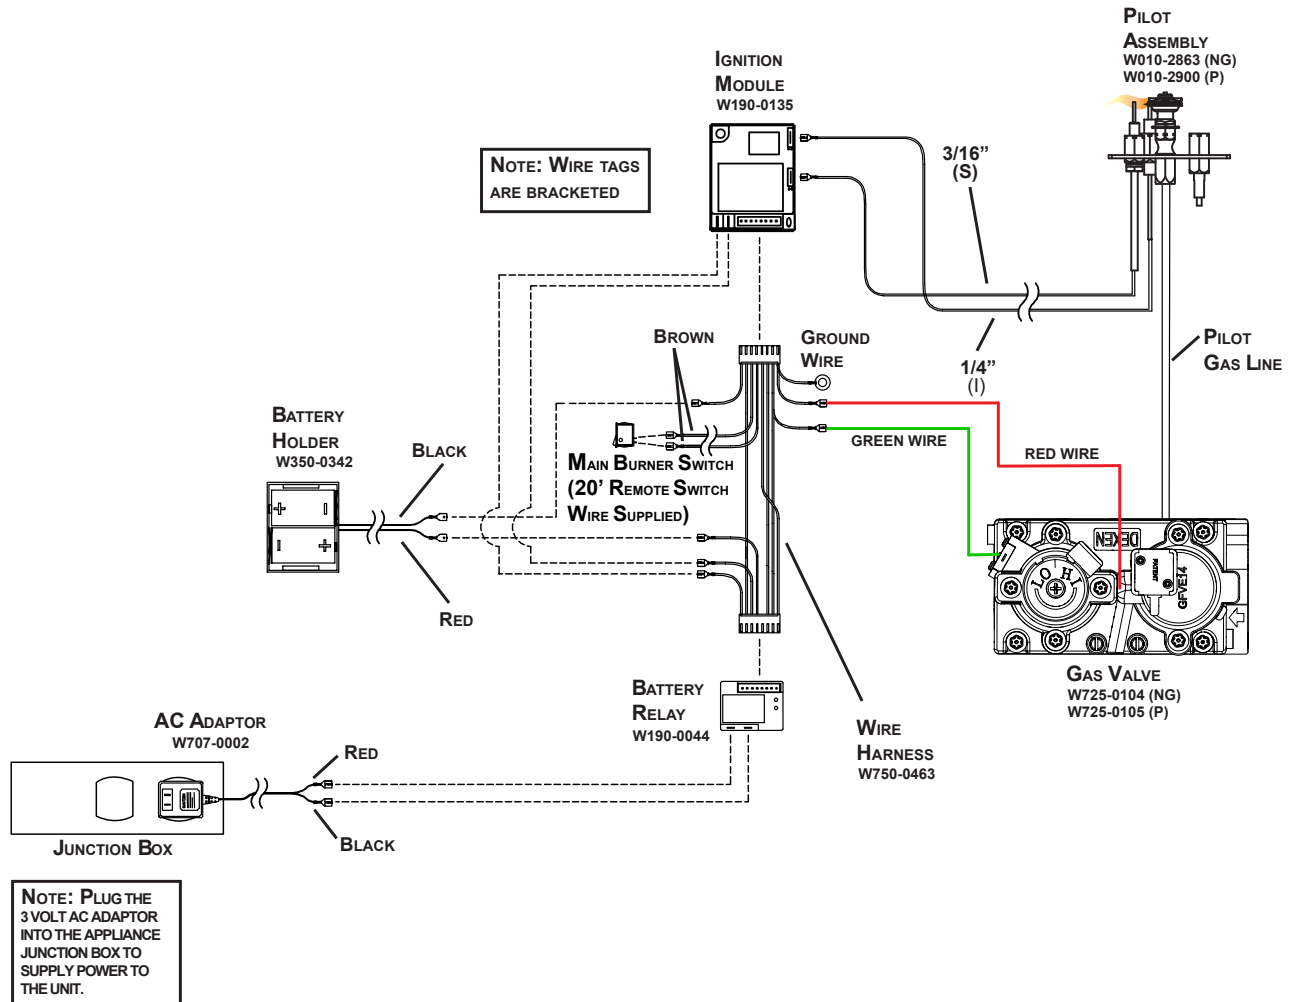 Pilot
Assembly
W010-2863 (NG)
W010-2900 (P)
Ignition
Module
W190-0135
Note: Wire tags
are bracketed
3/16”
(S)
Brown
Ground
Wire
1/4”
(I)
Pilot
Gas Line
Battery
Holder
W350-0342
Black
Green wire
Red wire
Main Burner Switch
(20’ Remote Switch
Wire Supplied)
+ -
- +
DEXEN
LO HI
PATENT
GFVE14
Red
Gas Valve
W725-0104 (NG)
W725-0105 (P)
Battery
Relay
W190-0044
Wire
Harness
W750-0463
AC Adaptor
W707-0002
Red
Black
Junction Box
Note: Plug the
3 volt AC adaptor
into the appliance
junction box to
supply power to
the unit.